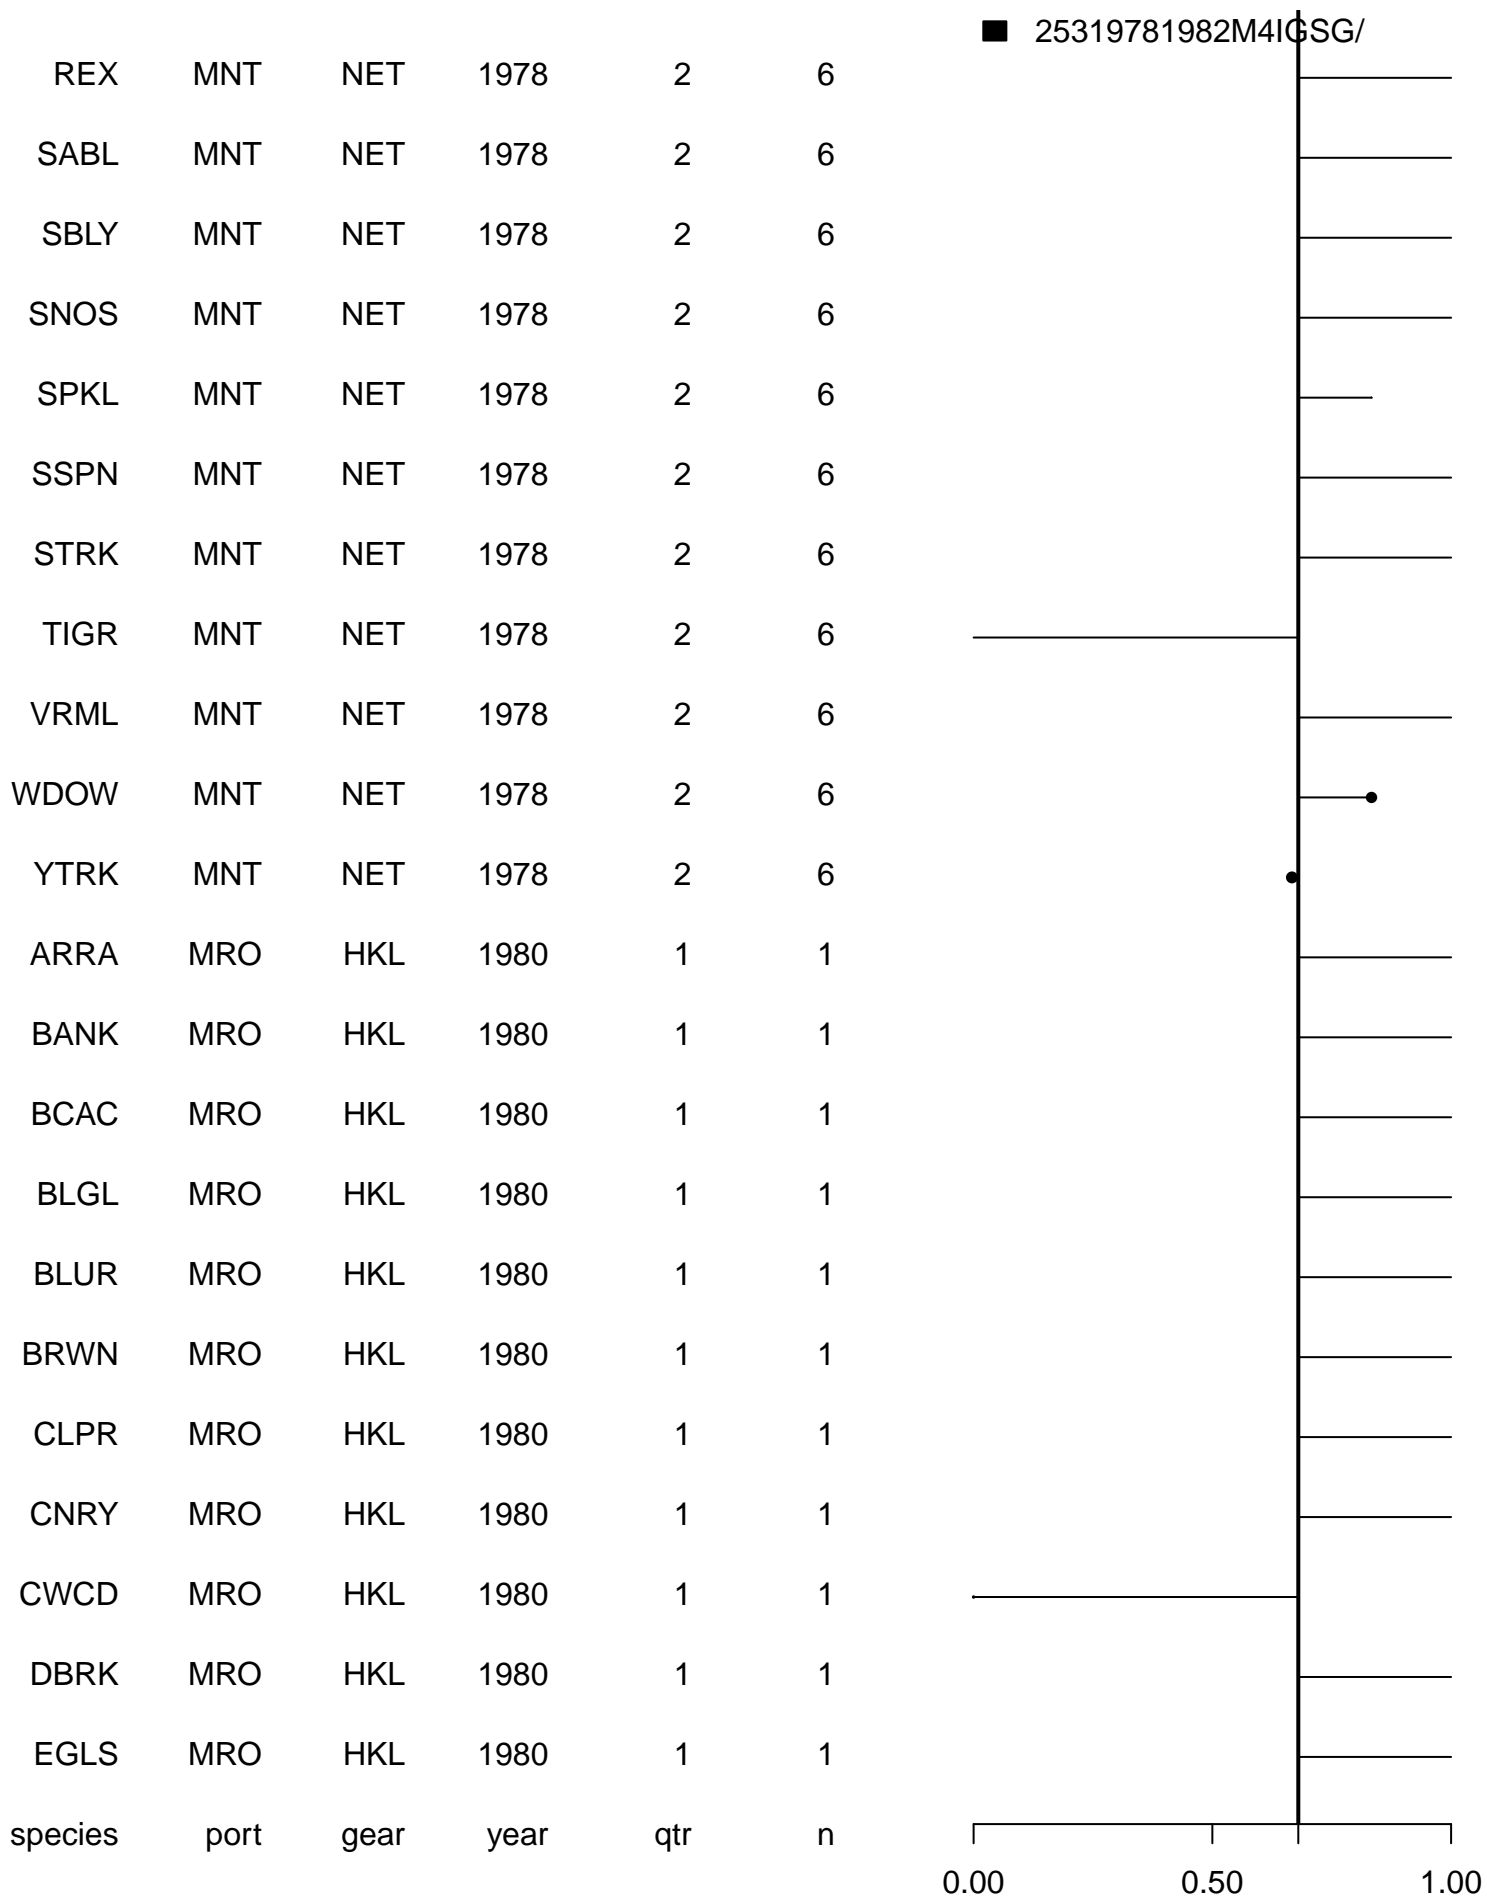 25319781982M4IGSG/
REX MNT NET 1978 2 6
SABL MNT NET 1978 2 6
SBLY MNT NET 1978 2 6
SNOS MNT NET 1978 2 6
SPKL MNT NET 1978 2 6
SSPN MNT NET 1978 2 6
STRK MNT NET 1978 2 6
TIGR MNT NET 1978 2 6
VRML MNT NET 1978 2 6
WDOW MNT NET 1978 2 6
YTRK MNT NET 1978 2 6
ARRA MRO HKL 1980 1 1
BANK MRO HKL 1980 1 1
BCAC MRO HKL 1980 1 1
BLGL MRO HKL 1980 1 1
BLUR MRO HKL 1980 1 1
BRWN MRO HKL 1980 1 1
CLPR MRO HKL 1980 1 1
CNRY MRO HKL 1980 1 1
CWCD MRO HKL 1980 1 1
DBRK MRO HKL 1980 1 1
EGLS MRO HKL 1980 1 1
species port gear year qtr n
0.00 0.50 1.00